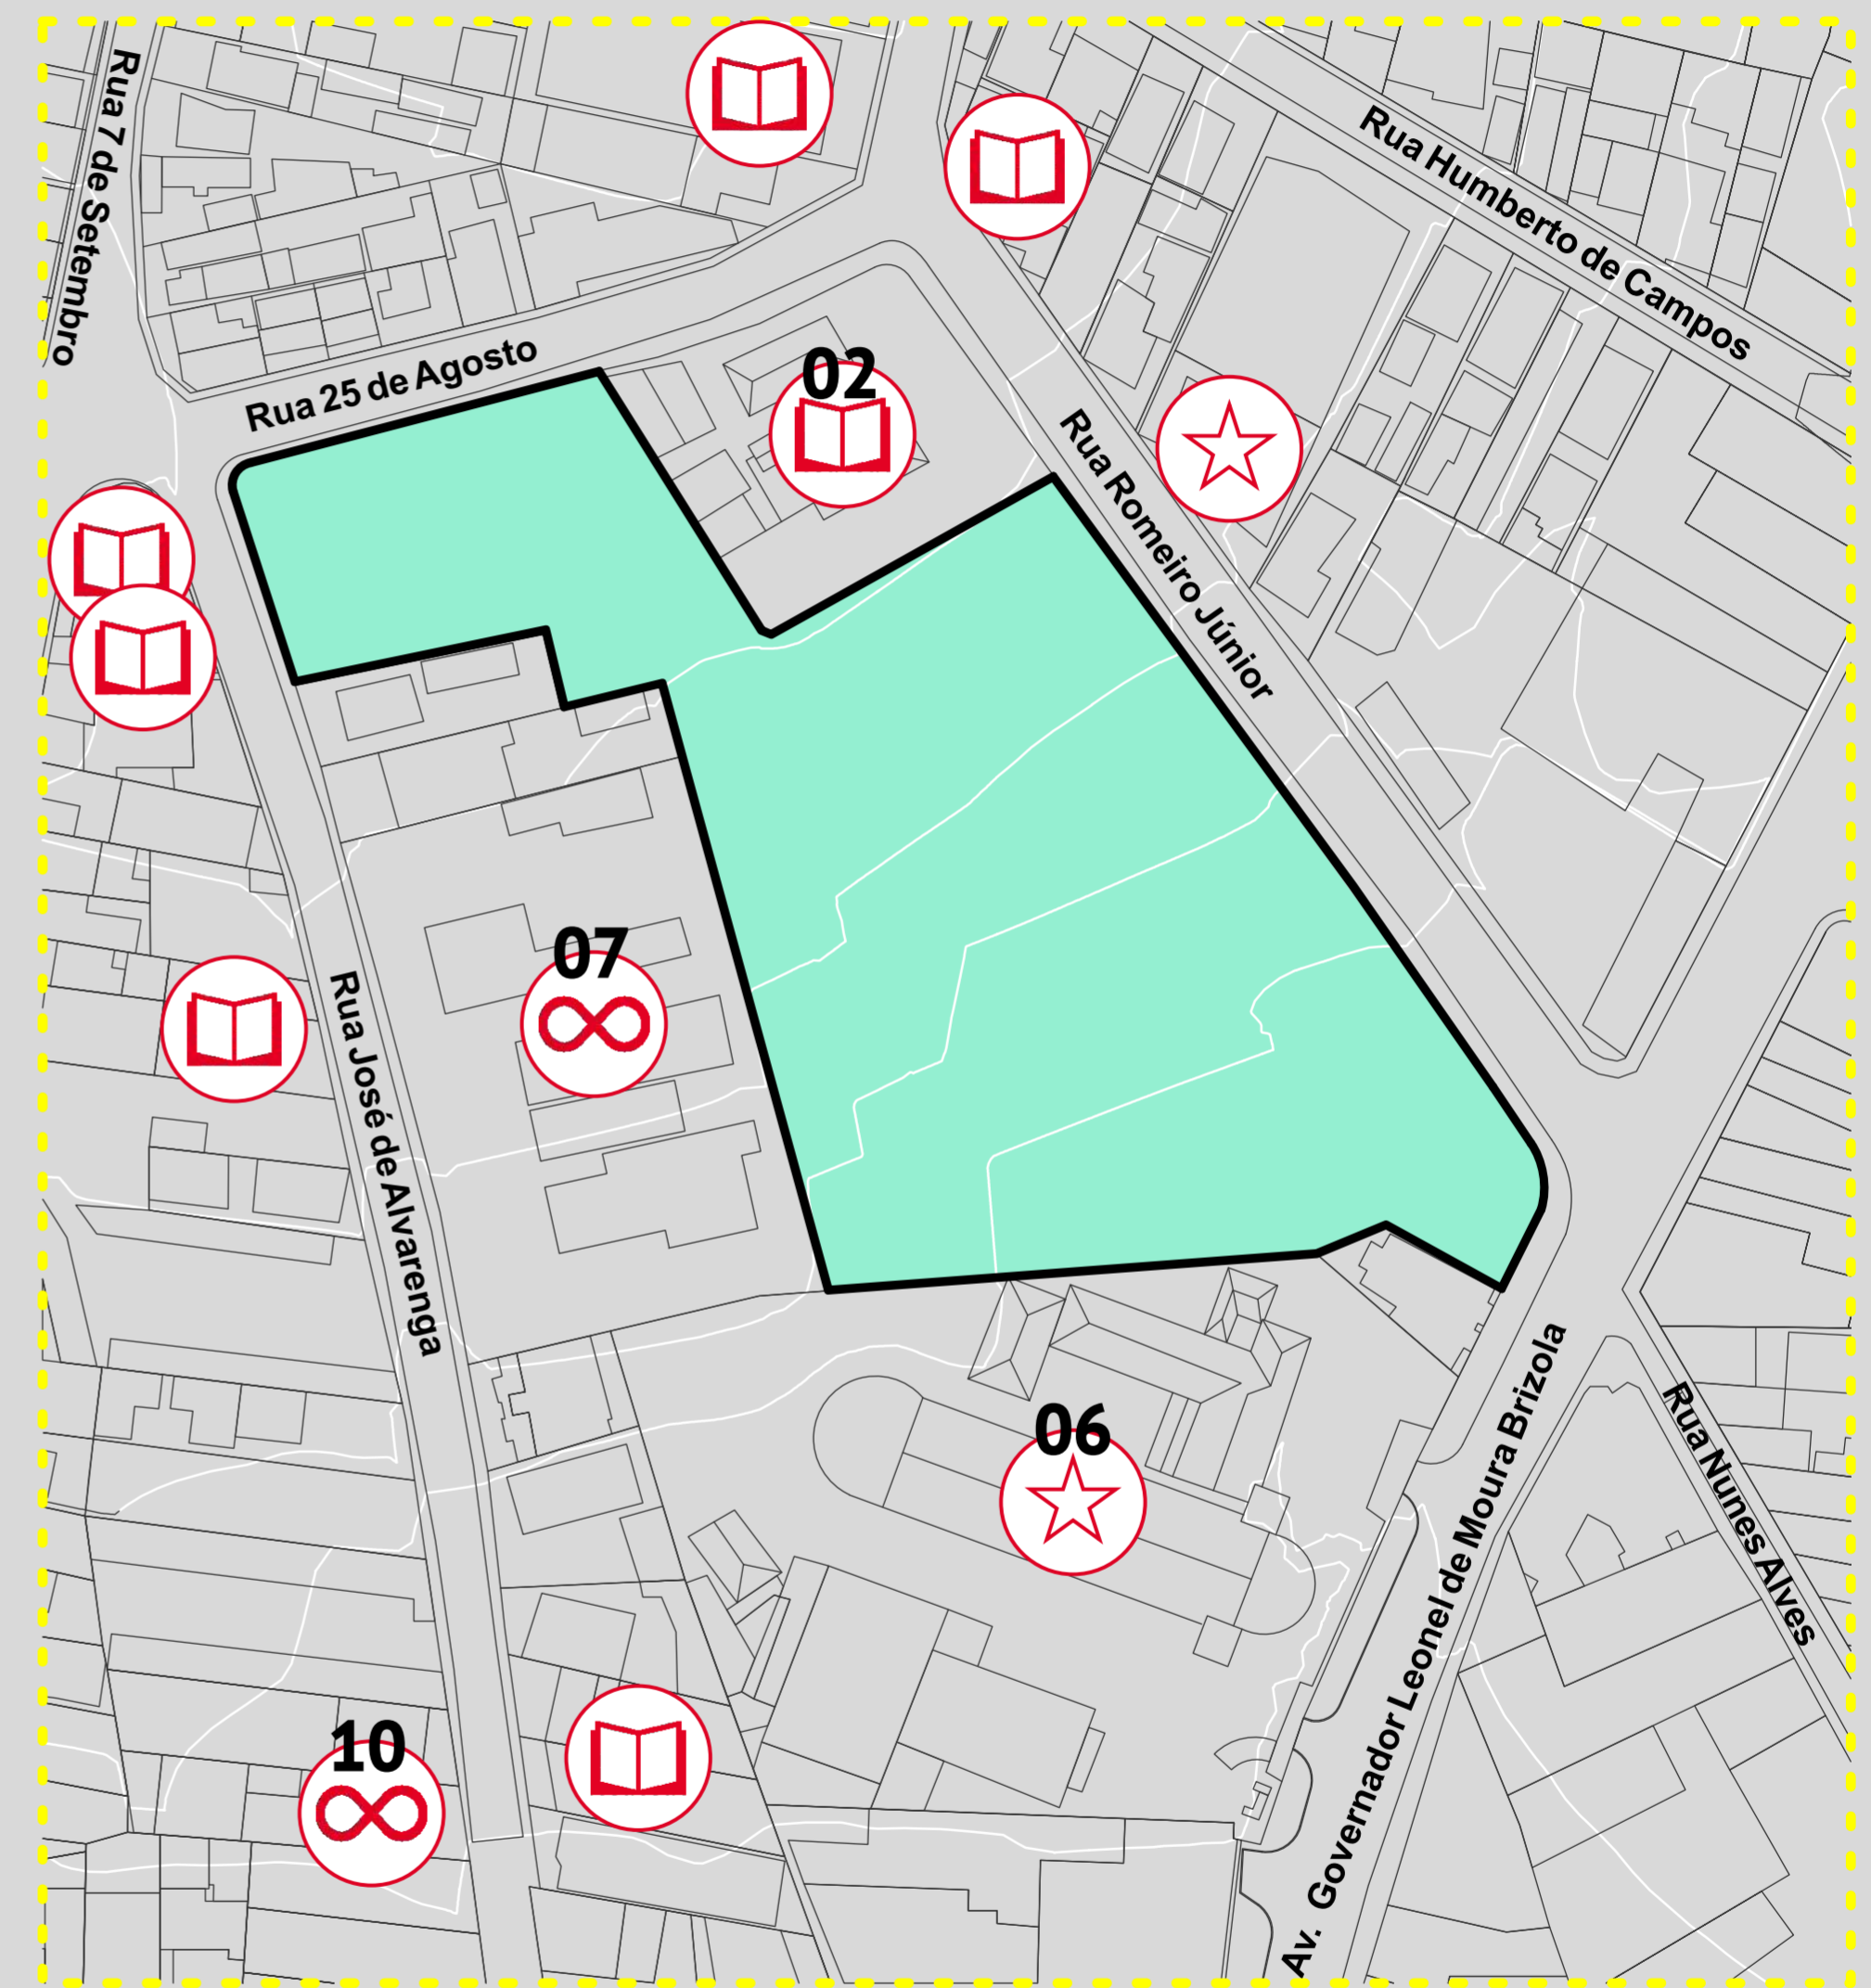 Rua 7 de Setembro
Rua Humberto de Campos
Rua 25 de Agosto
02
Rua Romeiro Júnior
07
Rua José de Alvarenga
06
Av. Governador Leonel de Moura Brizola
Rua Nunes Alves
10